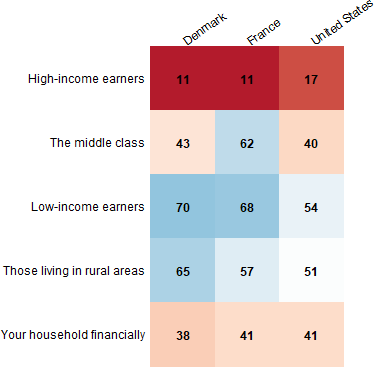 Denmark France United States
High-income earners 11 11 17
The middle class 43 62 40
Low-income earners 70 68 54
Those living in rural areas 65 57 51
Your household financially 38 41 41